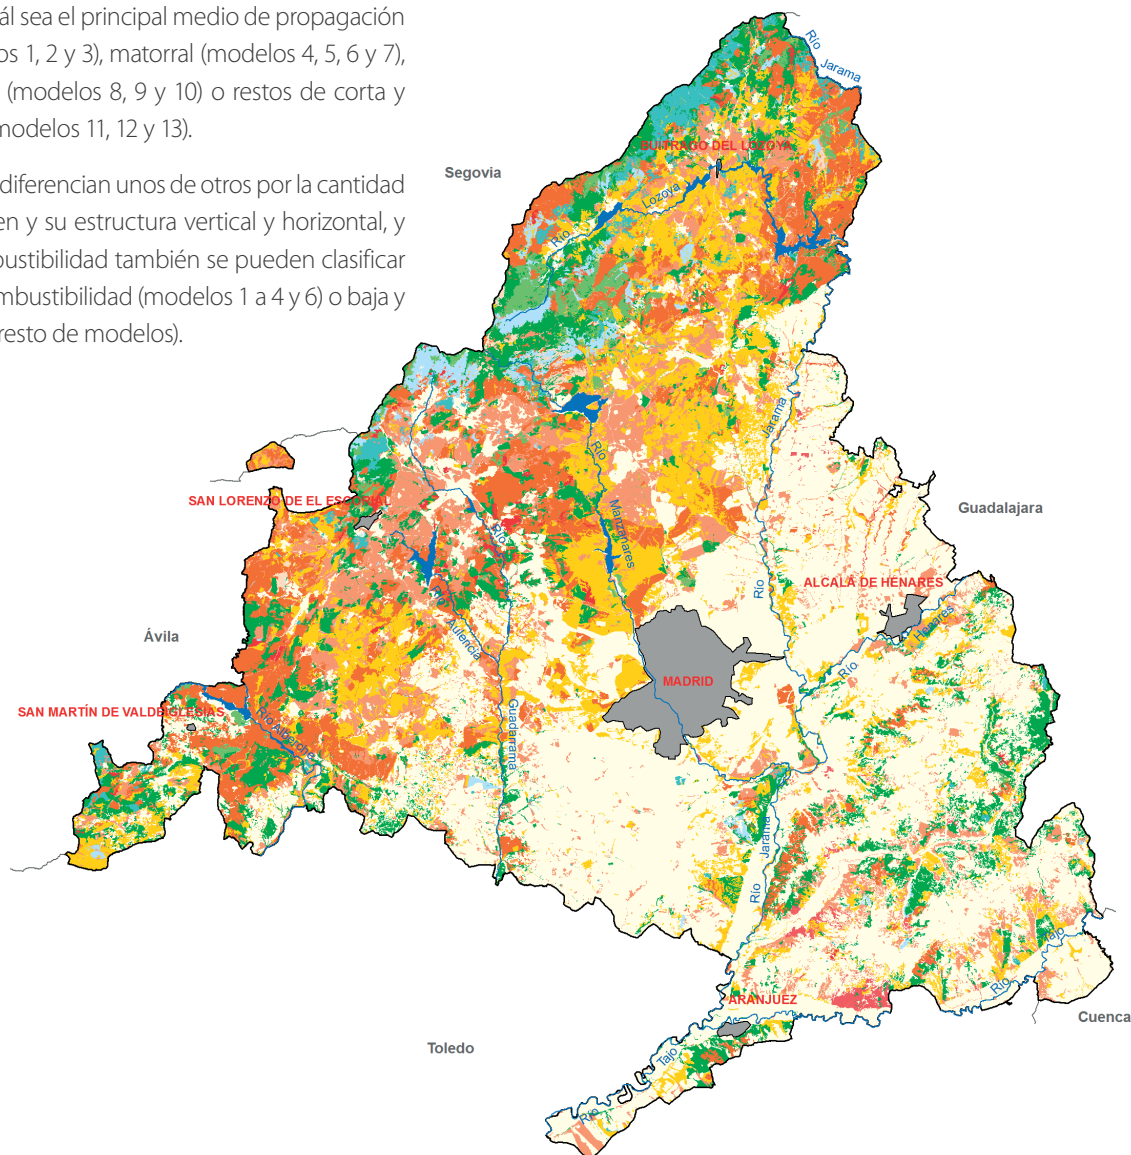 ál sea el principal medio de propagación
os 1, 2 y 3), matorral (modelos 4, 5, 6 y 7),
(modelos 8, 9 y 10) o restos de corta y
modelos 11, 12 y 13).
diferencian unos de otros por la cantidad
en y su estructura vertical y horizontal, y
bustibilidad también se pueden clasificar
ombustibilidad (modelos 1 a 4 y 6) o baja y
resto de modelos).
Río
Jarama
BUITRAGO DEL LOZOYA
Segovia
Río
Lozoya
Jarama
Río
Manzanares
SAN LORENZO DE EL ESCORIAL
Guadalajara
Río
Río
ALCALÁ DE HENARES
Río
Aulencia
Henares
Río
Ávila
MADRID
SAN MARTÍN DE VALDEIGLESIAS
Río Alberche
Guadarrama
Jarama
Río
Tajo
Río
ARANJUEZ
Cuenca
Toledo
Tajo
Río